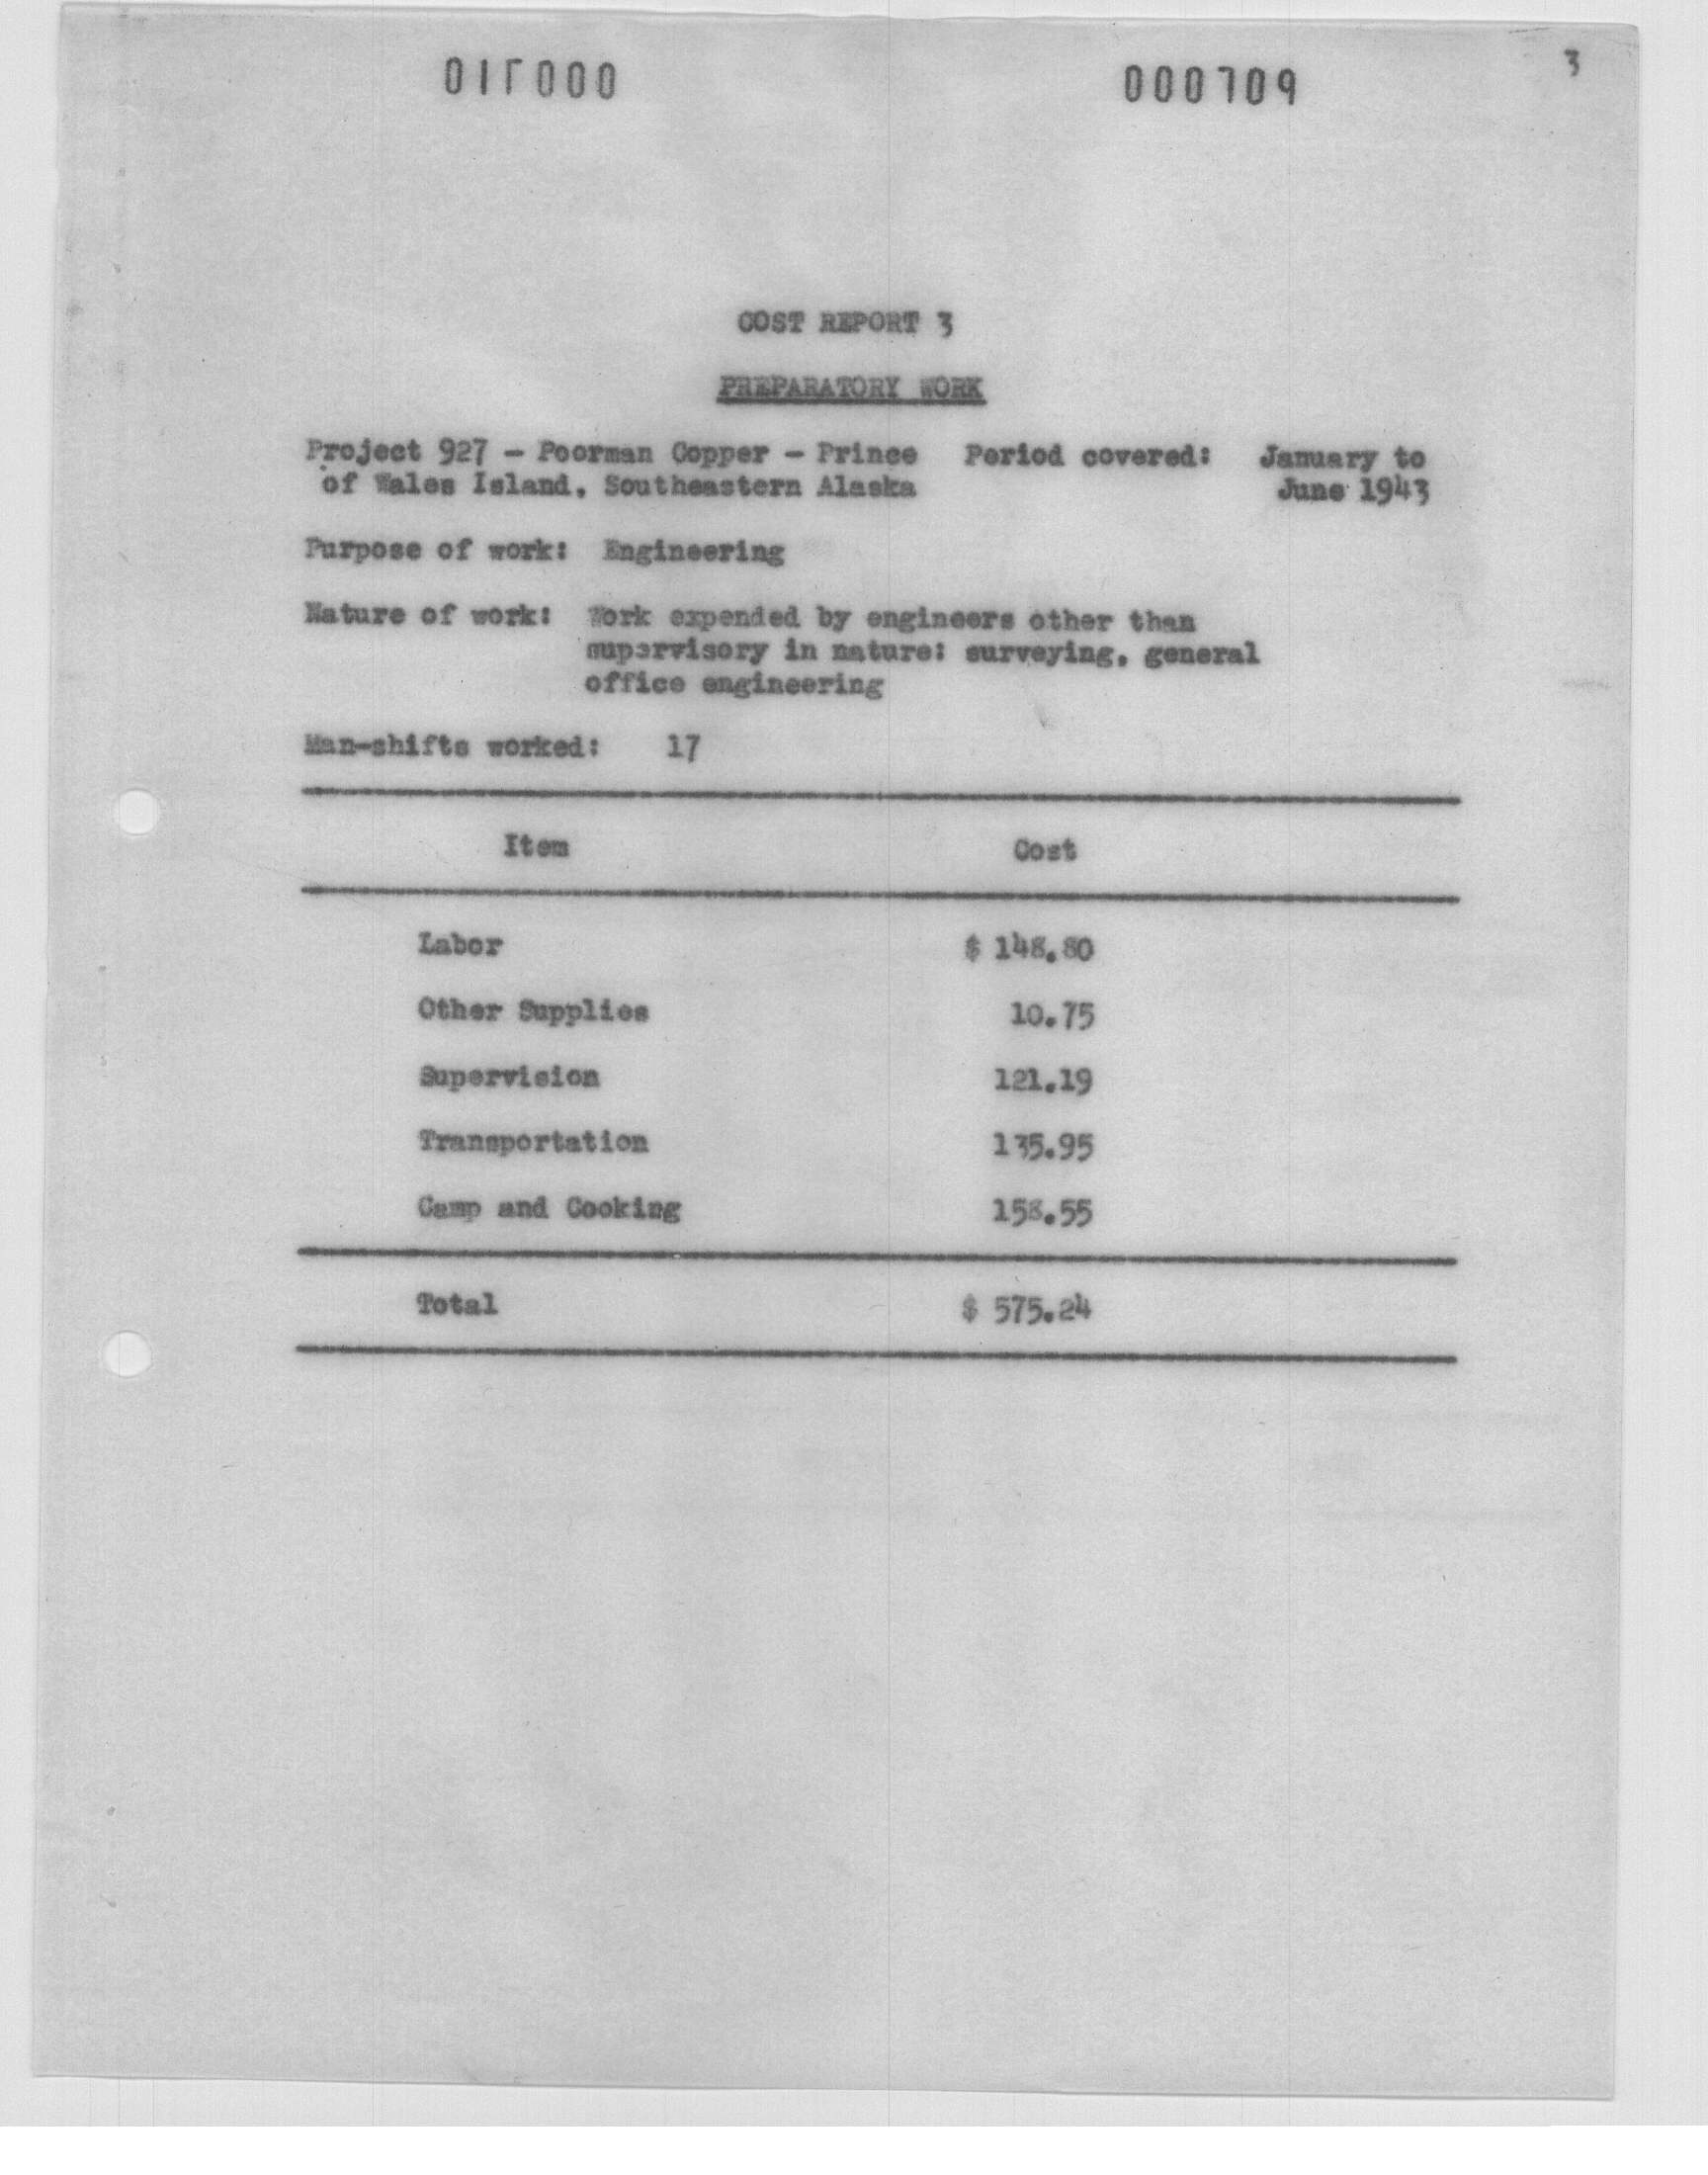 011000 000709 3
COST REPORT 3
PREPARATORY WORK
Project 927 - Poorman Copper - Prince Period covered: January to
of Wales Island, Southeastern Alaska June 1943
Purpose of work: Engineering
Nature of work: Work expended by engineers other than
supervisory in nature: surveying, general
office engineering
Man-shifts worked: 17
Item Cost
Labor $ 148.80
Other Supplies 10.75
Supervision 121.19
Transportation 135.95
Camp and Cooking 158.55
Total $ 575.24